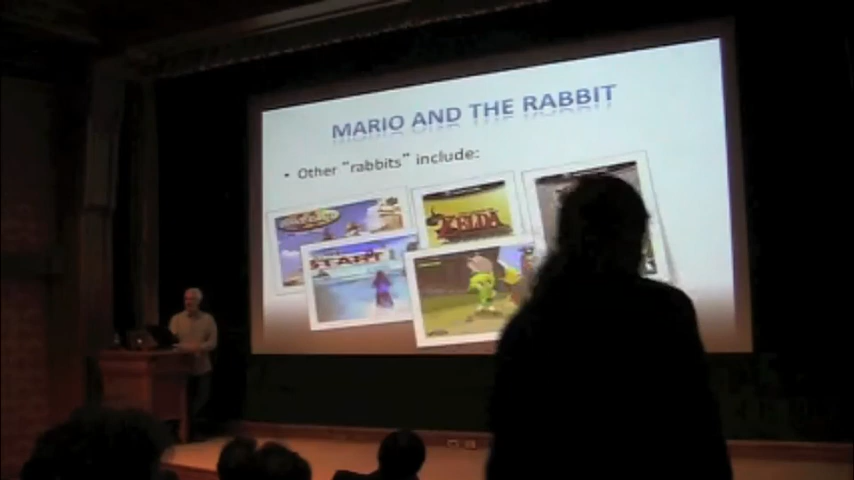 MARIO AND THE RABBIT
• Other "rabbits" include:
ZELDA
START